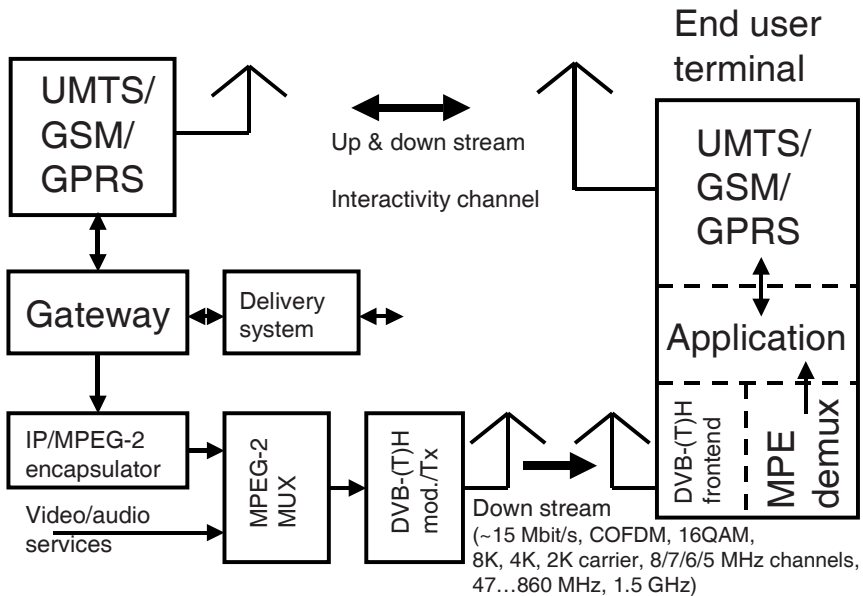 End user
terminal
UMTS/
GSM/
GPRS
Up & down stream
Interactivity channel
UMTS/
GSM/
GPRS
Gateway
Delivery
system
Application
IP/MPEG-2
encapsulator
Video/audio
services
MPEG-2
MUX
DVB-(T)H
mod./Tx
DVB-(T)H
frontend
MPE
demux
Down stream
(~15 Mbit/s, COFDM, 16QAM,
8K, 4K, 2K carrier, 8/7/6/5 MHz channels,
47...860 MHz, 1.5 GHz)